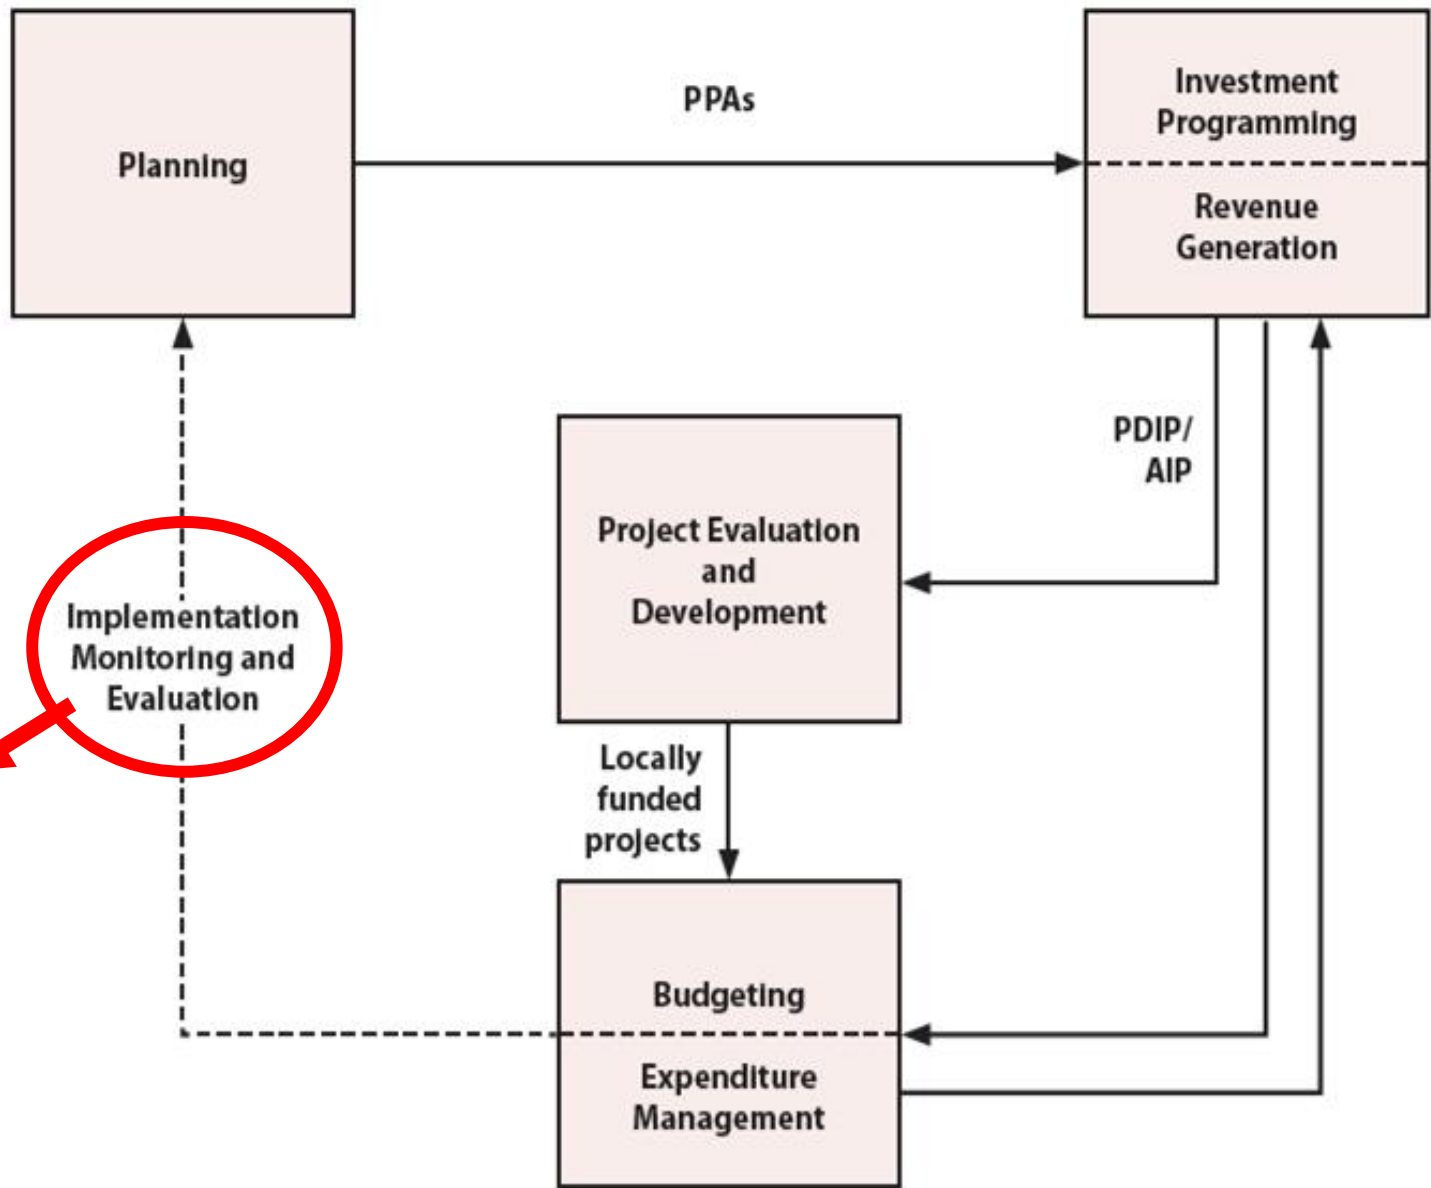 Planning
PPAs
Investment
Programming
Revenue
Generation
PDIP/
AIP
Project Evaluation
and
Development
Implementation
Monitoring and
Evaluation
Locally
funded
projects
Budgeting
Expenditure
Management